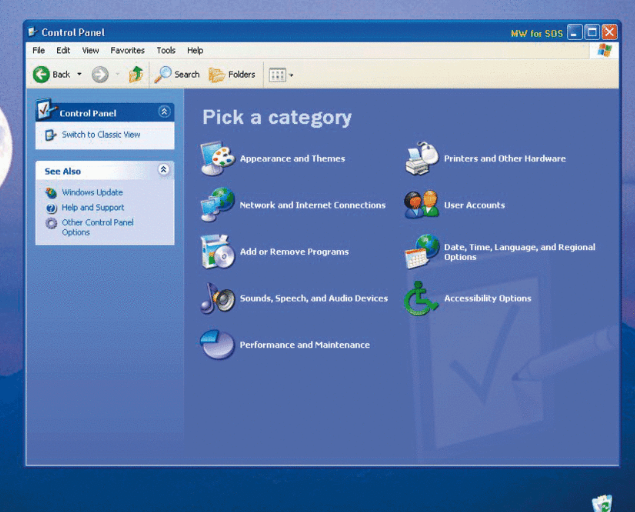 Control Panel
MW for SOS
File Edit View Favorites Tools Help
Back Search Folders
Control Panel
Switch to Classic View
See Also
Windows Update
Help and Support
Other Control Panel
Options
Pick a category
Appearance and Themes
Printers and Other Hardware
Network and Internet Connections
User Accounts
Add or Remove Programs
Date, Time, Language, and Regional
Options
Sounds, Speech, and Audio Devices
Accessibility Options
Performance and Maintenance